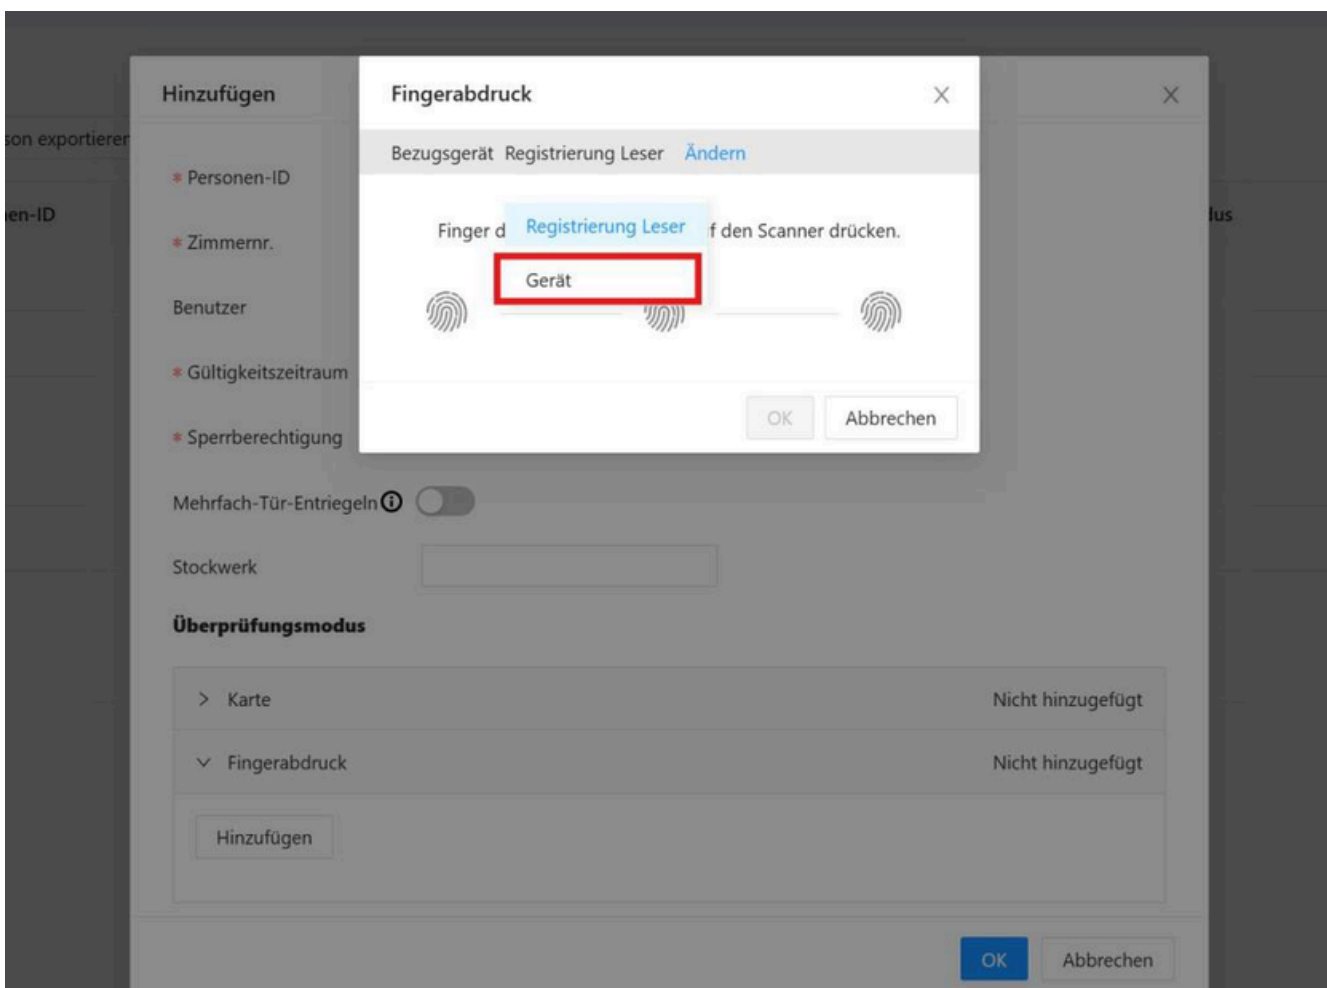 Hinzufügen
Fingerabdruck
son exportieren
Bezugsgerät Registrierung Leser Ändern
* Personen-ID
en-ID
Finger d
Registrierung Leser
f den Scanner drücken.
* Zimmernr.
Gerät
Benutzer
* Gültigkeitszeitraum
OK
Abbrechen
* Sperrberechtigung
Mehrfach-Tür-Entriegeln
Stockwerk
Überprüfungsmodus
Karte
Nicht hinzugefügt
Fingerabdruck
Nicht hinzugefügt
Hinzufügen
OK
Abbrechen